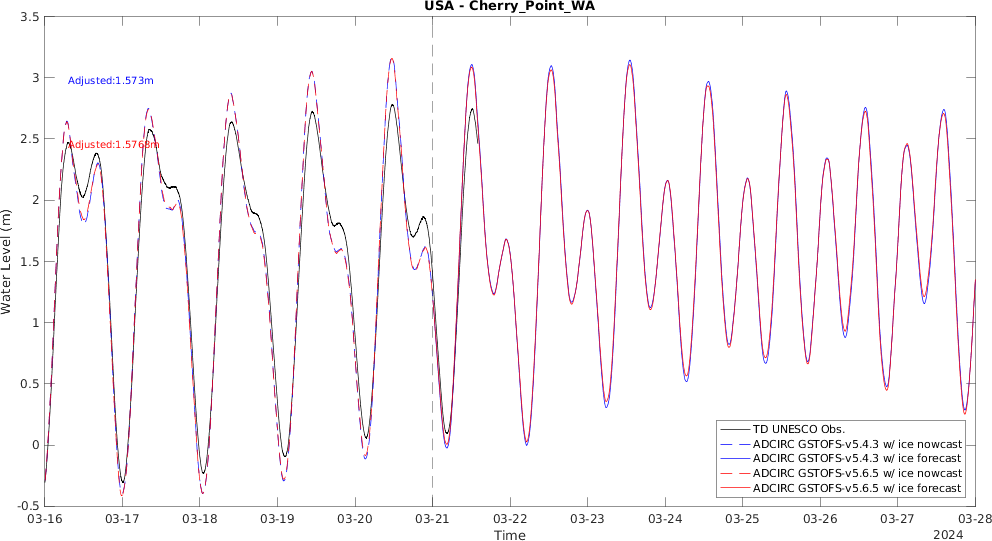 USA - Cherry_Point_WA
3.5
3
2.5
2
1.5
1
0.5
0
-0.5
Water Level (m)
Adjusted:1.573m
Adjusted:1.5763m
TD UNESCO Obs.
ADCIRC GSTOFS-v5.4.3 w/ ice nowcast
ADCIRC GSTOFS-v5.4.3 w/ ice forecast
ADCIRC GSTOFS-v5.6.5 w/ ice nowcast
ADCIRC GSTOFS-v5.6.5 w/ ice forecast
03-16 03-17 03-18 03-19 03-20 03-21 03-22 03-23 03-24 03-25 03-26 03-27 03-28
Time
2024